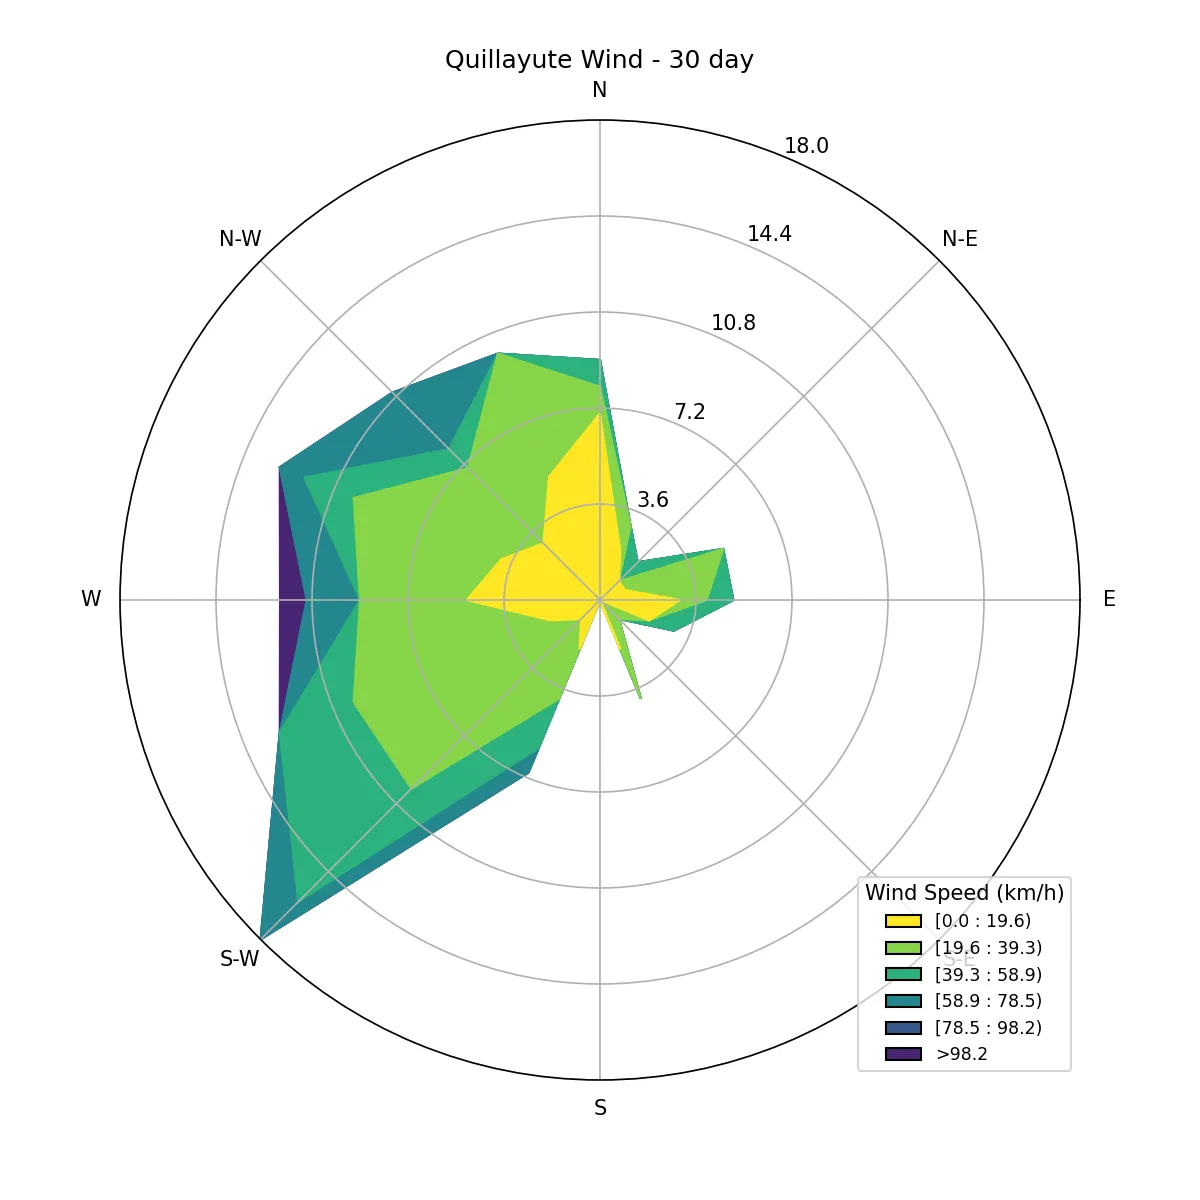 Quillayute Wind - 30 day
N
18.0
N-W
N-E
14.4
10.8
7.2
3.6
W
E
S-W
S-E
S
Wind Speed (km/h)
[0.0 : 19.6)
[19.6 : 39.3)
[39.3 : 58.9)
[58.9 : 78.5)
[78.5 : 98.2)
>98.2